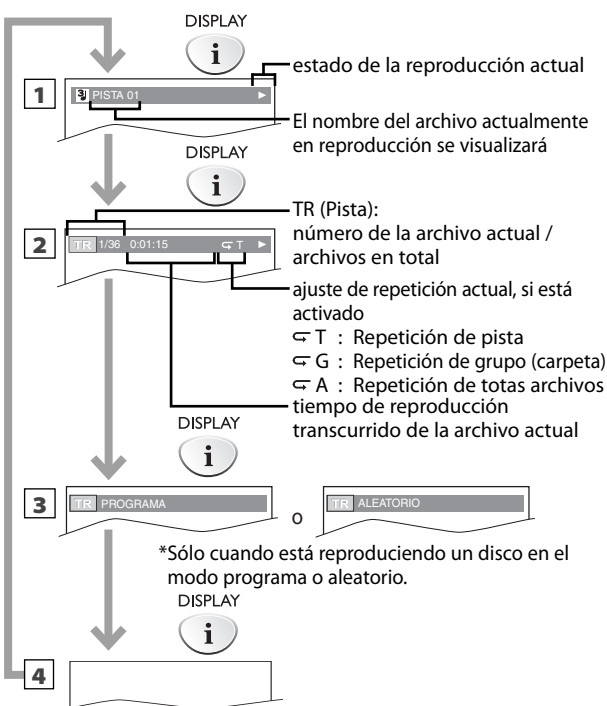 DISPLAY
i
estado de la reproducción actual
1
PISTA 01
El nombre del archivo actualmente
en reproducción se visualizará
DISPLAY
i
TR (Pista):
número de la archivo actual /
archivos en total
2
TR 1/36 0:01:15 T
ajuste de repetición actual, si está
activado
T : Repetición de pista
G : Repetición de grupo (carpeta)
A : Repetición de totas archivos
tiempo de reproducción
transcurrido de la archivo actual
DISPLAY
i
3
TR PROGRAMA
o
TR ALEATORIO
*Sólo cuando está reproduciendo un disco en el
modo programa o aleatorio.
DISPLAY
i
4